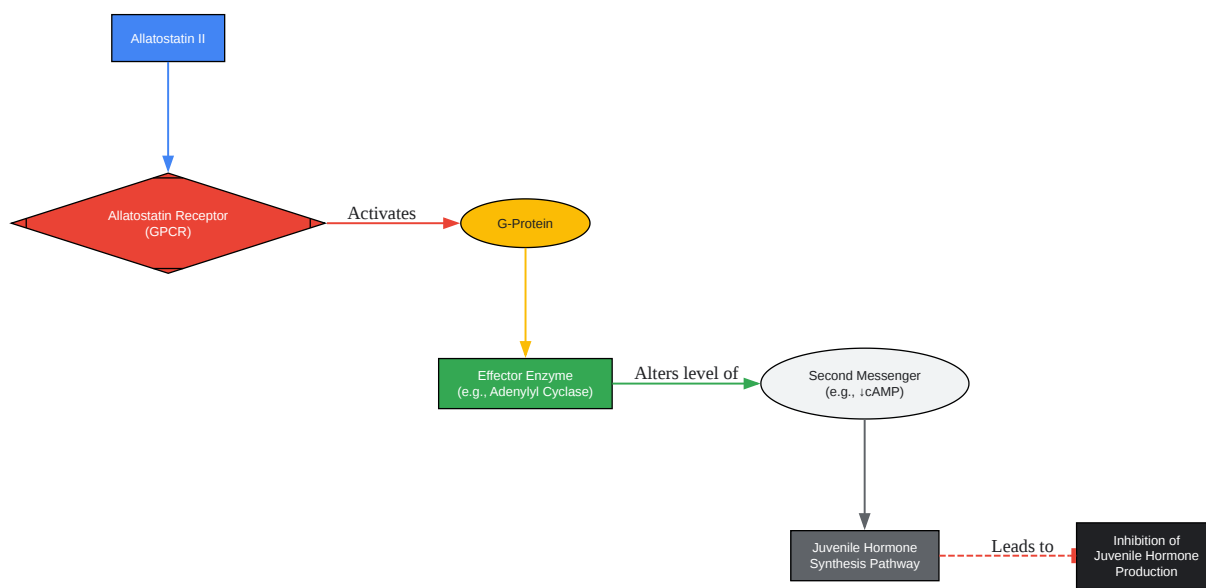 Allatostatin II
Allatostatin Receptor
(GPCR)
Activates
G-Protein
Effector Enzyme
(e.g., Adenylyl Cyclase)
Alters level of
Second Messenger
(e.g., ↓cAMP)
Juvenile Hormone
Synthesis Pathway
Leads to
Inhibition of
Juvenile Hormone
Production